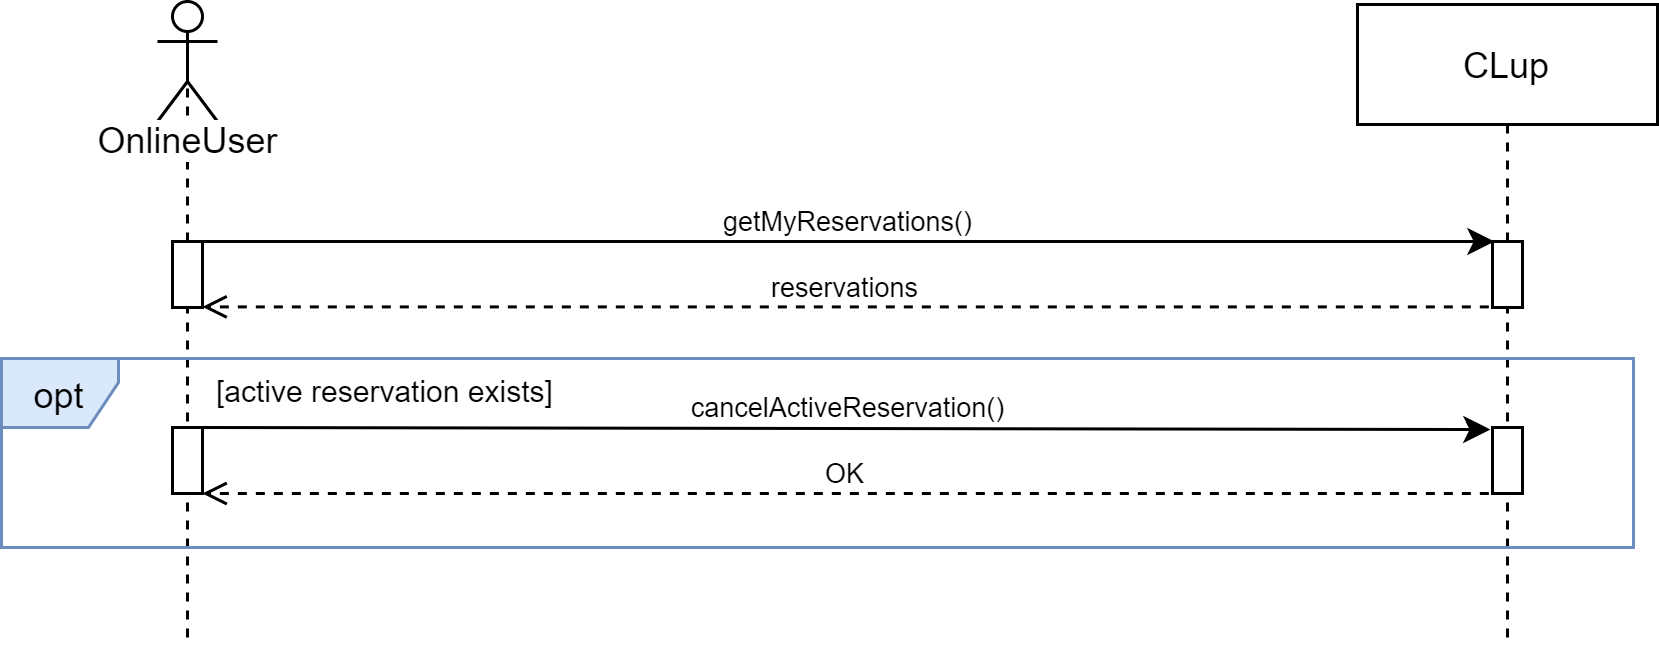 OnlineUser
CLup
getMyReservations()
reservations
opt
[active reservation exists]
cancelActiveReservation()
OK